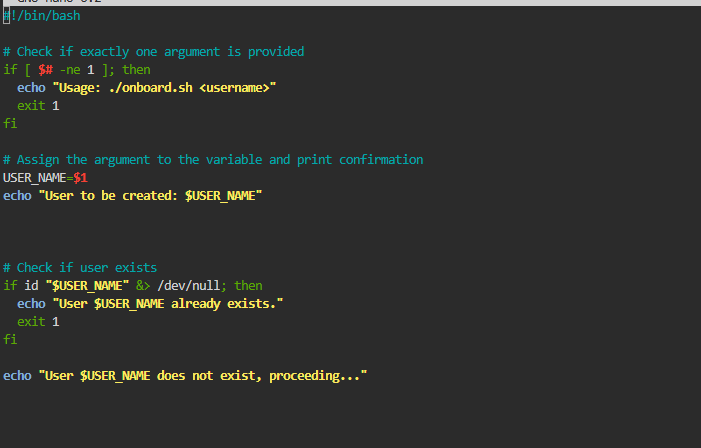 #!/bin/bash
# Check if exactly one argument is provided
if [ $# -ne 1 ]; then
  echo "Usage: ./onboard.sh <username>"
  exit 1
fi
# Assign the argument to the variable and print confirmation
USER_NAME=$1
echo "User to be created: $USER_NAME"
# Check if user exists
if id "$USER_NAME" &> /dev/null; then
  echo "User $USER_NAME already exists."
  exit 1
fi
echo "User $USER_NAME does not exist, proceeding..."